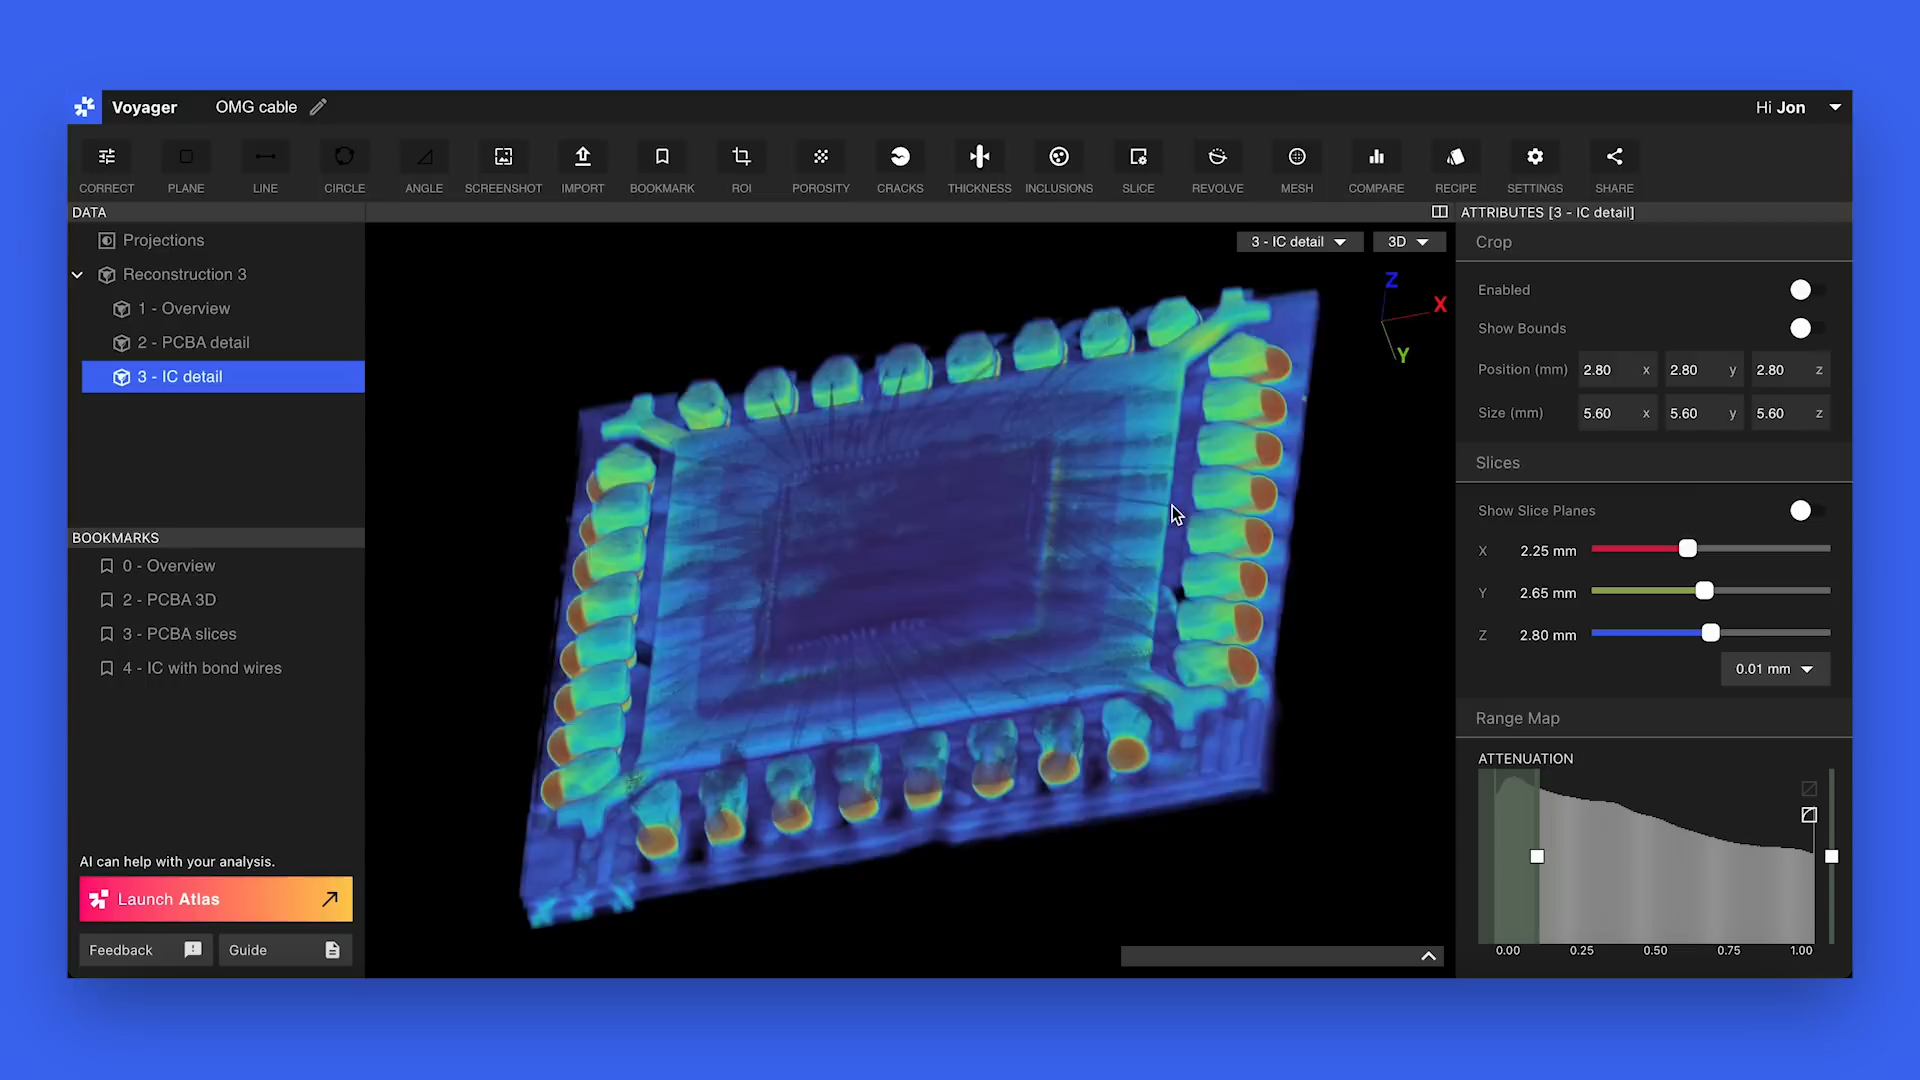 Voyager OMG cable Hi Jon
CORRECT PLANE LINE CIRCLE ANGLE SCREENSHOT IMPORT BOOKMARK ROI POROSITY CRACKS THICKNESS INCLUSIONS SLICE REVOLVE MESH COMPARE RECIPE SETTINGS SHARE
DATA
Projections
Reconstruction 3
1 - Overview
2 - PCBA detail
3 - IC detail
BOOKMARKS
0 - Overview
2 - PCBA 3D
3 - PCBA slices
4 - IC with bond wires
AI can help with your analysis.
Launch Atlas
Feedback Guide
3 - IC detail 3D
Z
X
Y
ATTRIBUTES [3 - IC detail]
Crop
Enabled
Show Bounds
Position (mm) 2.80 x 2.80 y 2.80 z
Size (mm) 5.60 x 5.60 y 5.60 z
Slices
Show Slice Planes
X 2.25 mm
Y 2.65 mm
Z 2.80 mm
0.01 mm
Range Map
ATTENUATION
0.00 0.25 0.50 0.75 1.00